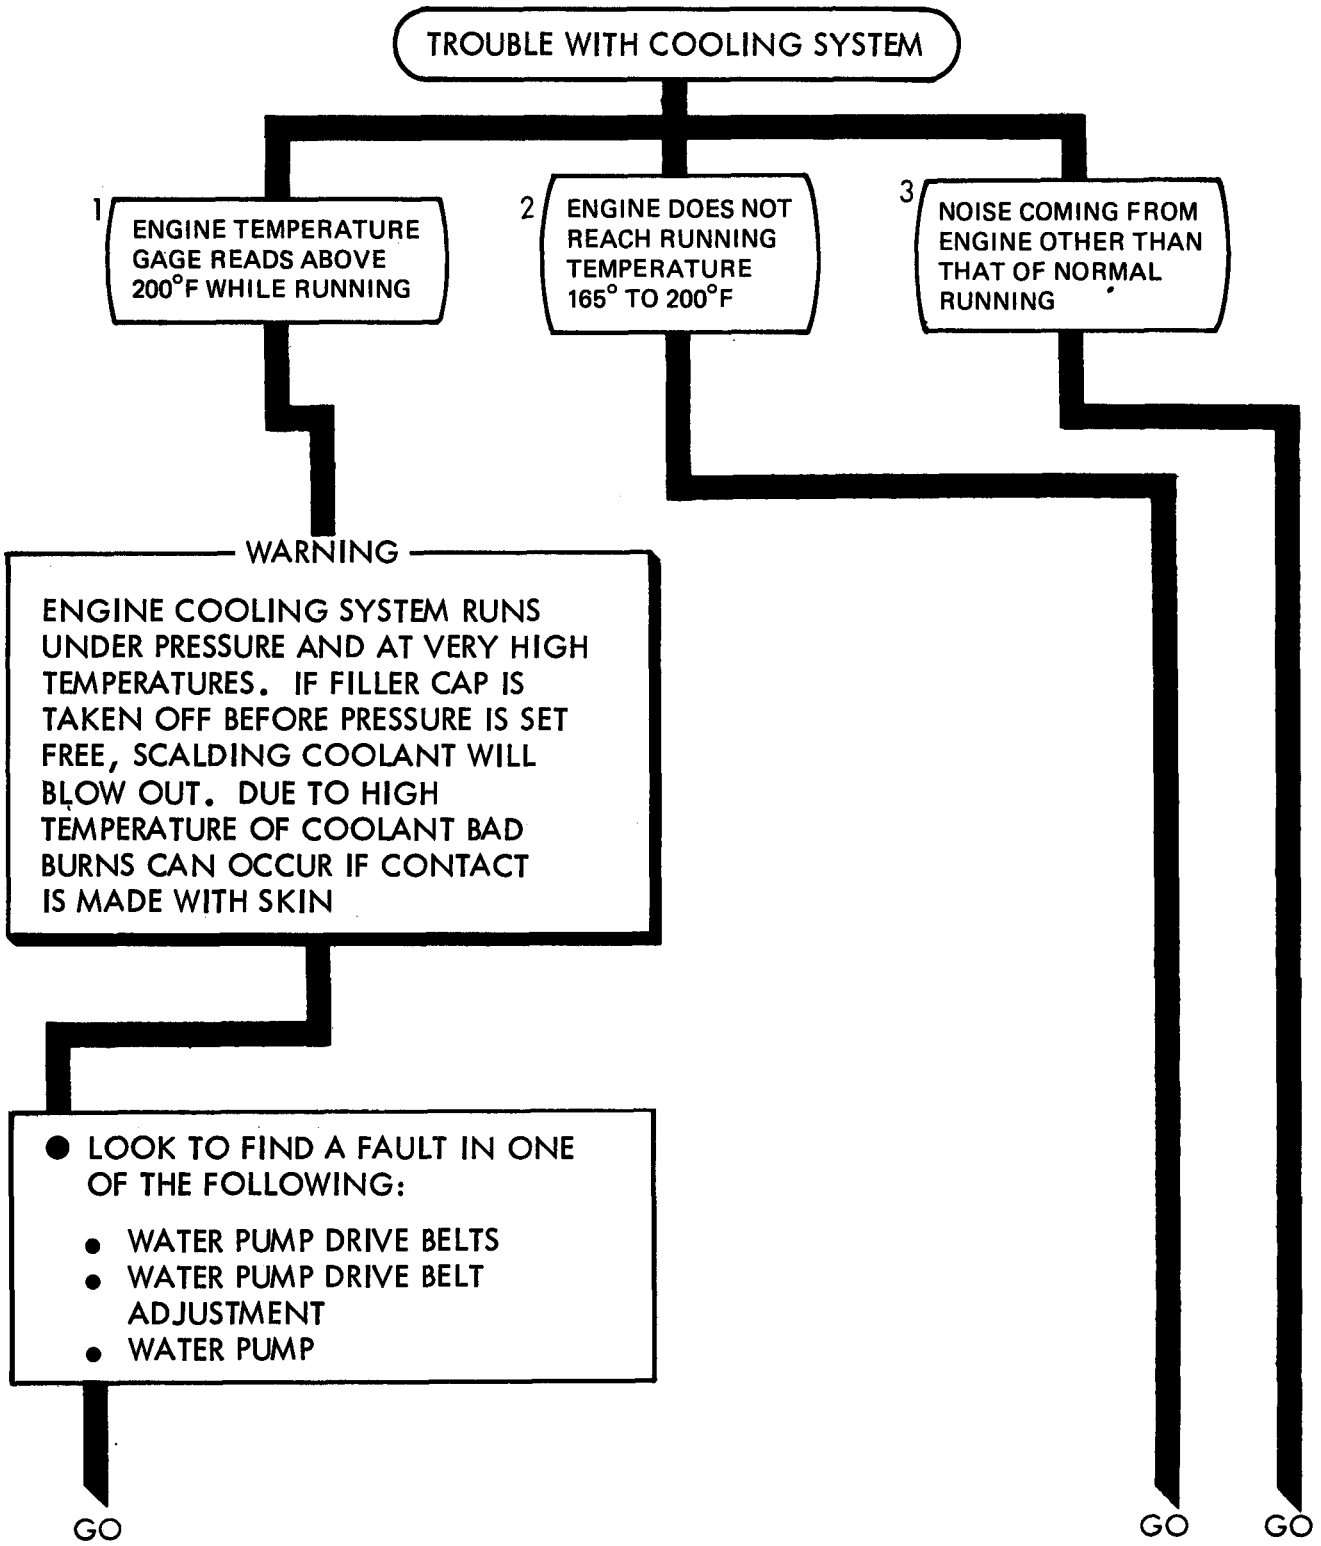 TROUBLE WITH COOLING SYSTEM
1
ENGINE TEMPERATURE
GAGE READS ABOVE
200°F WHILE RUNNING
2
ENGINE DOES NOT
REACH RUNNING
TEMPERATURE
165° TO 200°F
3
NOISE COMING FROM
ENGINE OTHER THAN
THAT OF NORMAL
RUNNING
WARNING
ENGINE COOLING SYSTEM RUNS
UNDER PRESSURE AND AT VERY HIGH
TEMPERATURES. IF FILLER CAP IS
TAKEN OFF BEFORE PRESSURE IS SET
FREE, SCALDING COOLANT WILL
BLOW OUT. DUE TO HIGH
TEMPERATURE OF COOLANT BAD
BURNS CAN OCCUR IF CONTACT
IS MADE WITH SKIN
● LOOK TO FIND A FAULT IN ONE
OF THE FOLLOWING:
● WATER PUMP DRIVE BELTS
● WATER PUMP DRIVE BELT
ADJUSTMENT
● WATER PUMP
GO
GO
GO